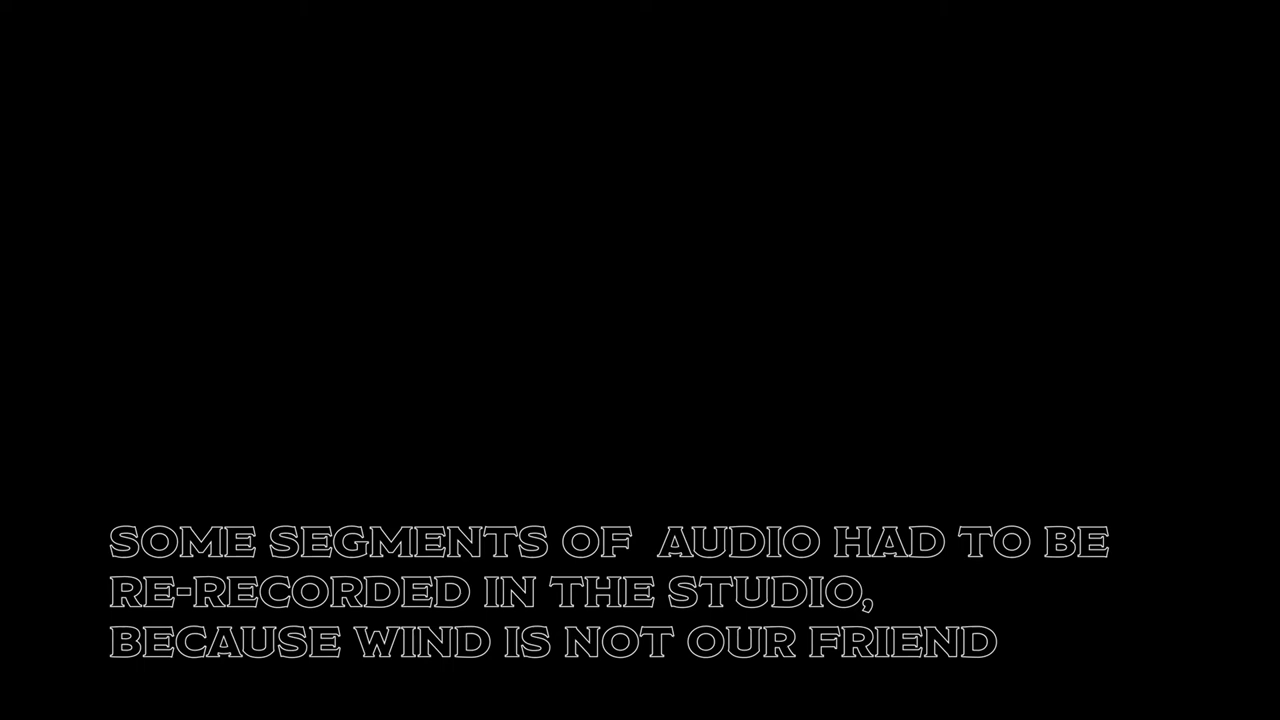 SOME SEGMENTS OF  AUDIO HAD TO BE
RE-RECORDED IN THE STUDIO,
BECAUSE WIND IS NOT OUR FRIEND